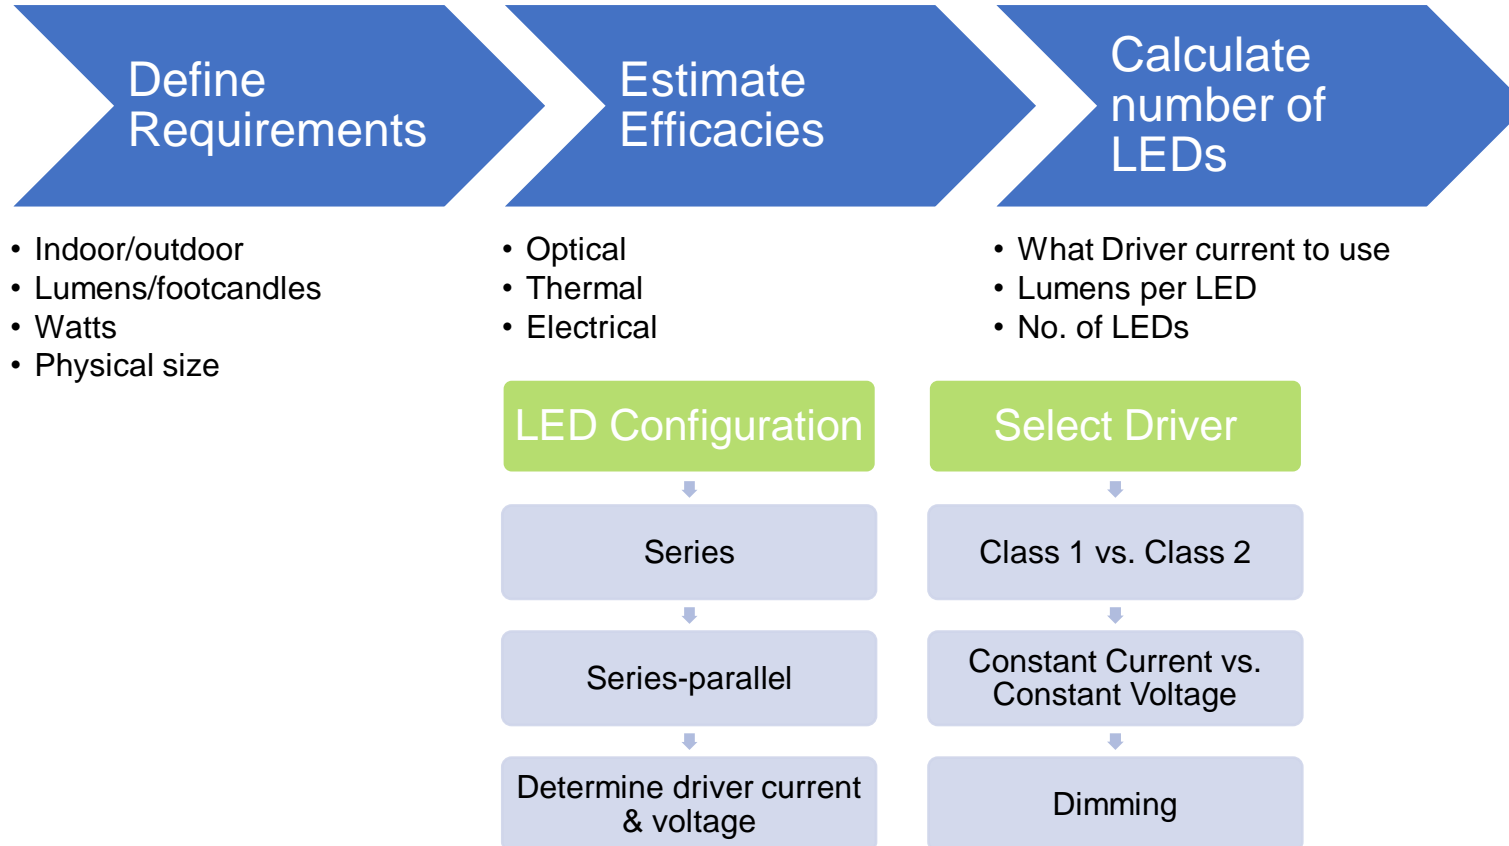 Define
Requirements
• Indoor/outdoor
• Lumens/footcandles
• Watts
• Physical size
Estimate
Efficacies
• Optical
• Thermal
• Electrical
Calculate
number of
LEDs
• What Driver current to use
• Lumens per LED
• No. of LEDs
LED Configuration
Series
Series-parallel
Determine driver current
& voltage
Select Driver
Class 1 vs. Class 2
Constant Current vs.
Constant Voltage
Dimming